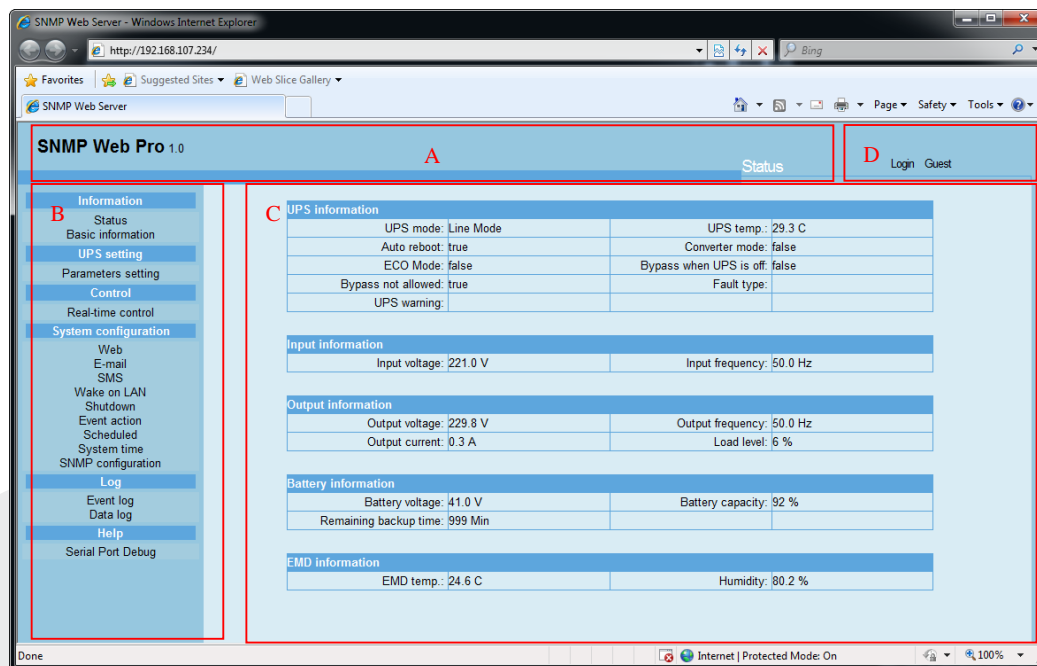 SNMP Web Server - Windows Internet Explorer
http://192.168.107.234/
Bing
Favorites Suggested Sites Web Slice Gallery
SNMP Web Server
Page Safety Tools
SNMP Web Pro 1.0
A
Status
D
Login Guest
B
Information
Status
Basic information
UPS setting
Parameters setting
Control
Real-time control
System configuration
Web
E-mail
SMS
Wake on LAN
Shutdown
Event action
Scheduled
System time
SNMP configuration
Log
Event log
Data log
Help
Serial Port Debug
C
UPS information
UPS mode: Line Mode UPS temp.: 29.3 C
Auto reboot: true Converter mode: false
ECO Mode: false Bypass when UPS is off: false
Bypass not allowed: true Fault type:
UPS warning:
Input information
Input voltage: 221.0 V Input frequency: 50.0 Hz
Output information
Output voltage: 229.8 V Output frequency: 50.0 Hz
Output current: 0.3 A Load level: 6 %
Battery information
Battery voltage: 41.0 V Battery capacity: 92 %
Remaining backup time: 999 Min
EMD information
EMD temp.: 24.6 C Humidity: 80.2 %
Done
Internet | Protected Mode: On
100%